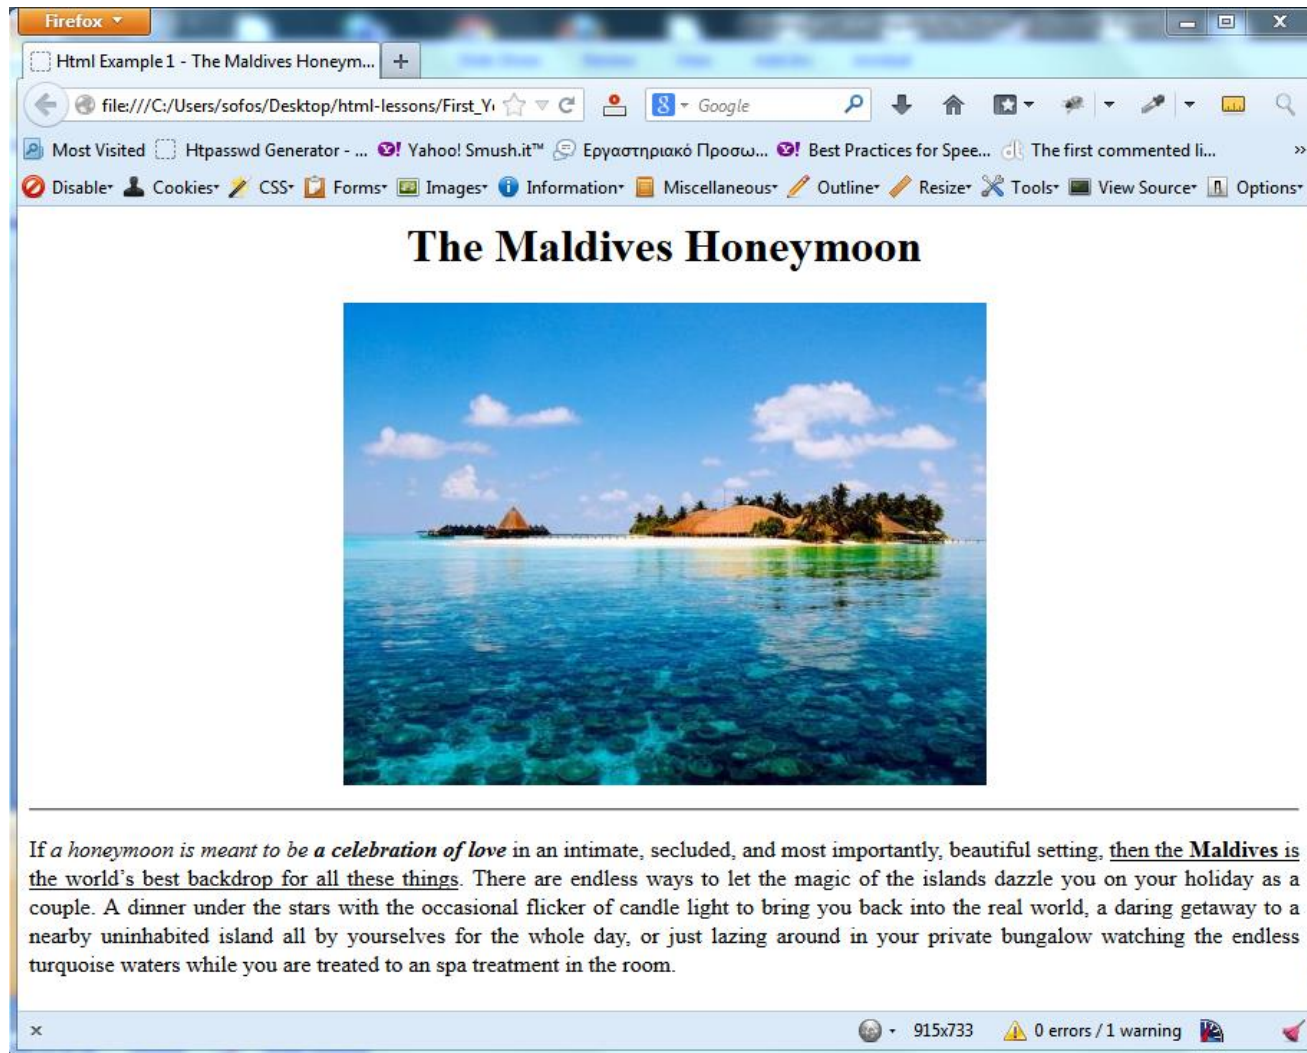 Firefox
Html Example 1 - The Maldives Honeym... +
file:///C:/Users/sofos/Desktop/html-lessons/First_Y
8 Google
Most Visited Htpasswd Generator - ... Yahoo! Smush.it™ Εργαστηριακό Προσω... Best Practices for Spee... The first commented li... »
Disable Cookies CSS Forms Images Information Miscellaneous Outline Resize Tools View Source Options
The Maldives Honeymoon
If a honeymoon is meant to be a celebration of love in an intimate, secluded, and most importantly, beautiful setting, then the Maldives is
the world’s best backdrop for all these things. There are endless ways to let the magic of the islands dazzle you on your holiday as a
couple. A dinner under the stars with the occasional flicker of candle light to bring you back into the real world, a daring getaway to a
nearby uninhabited island all by yourselves for the whole day, or just lazing around in your private bungalow watching the endless
turquoise waters while you are treated to an spa treatment in the room.
x 915x733 0 errors / 1 warning